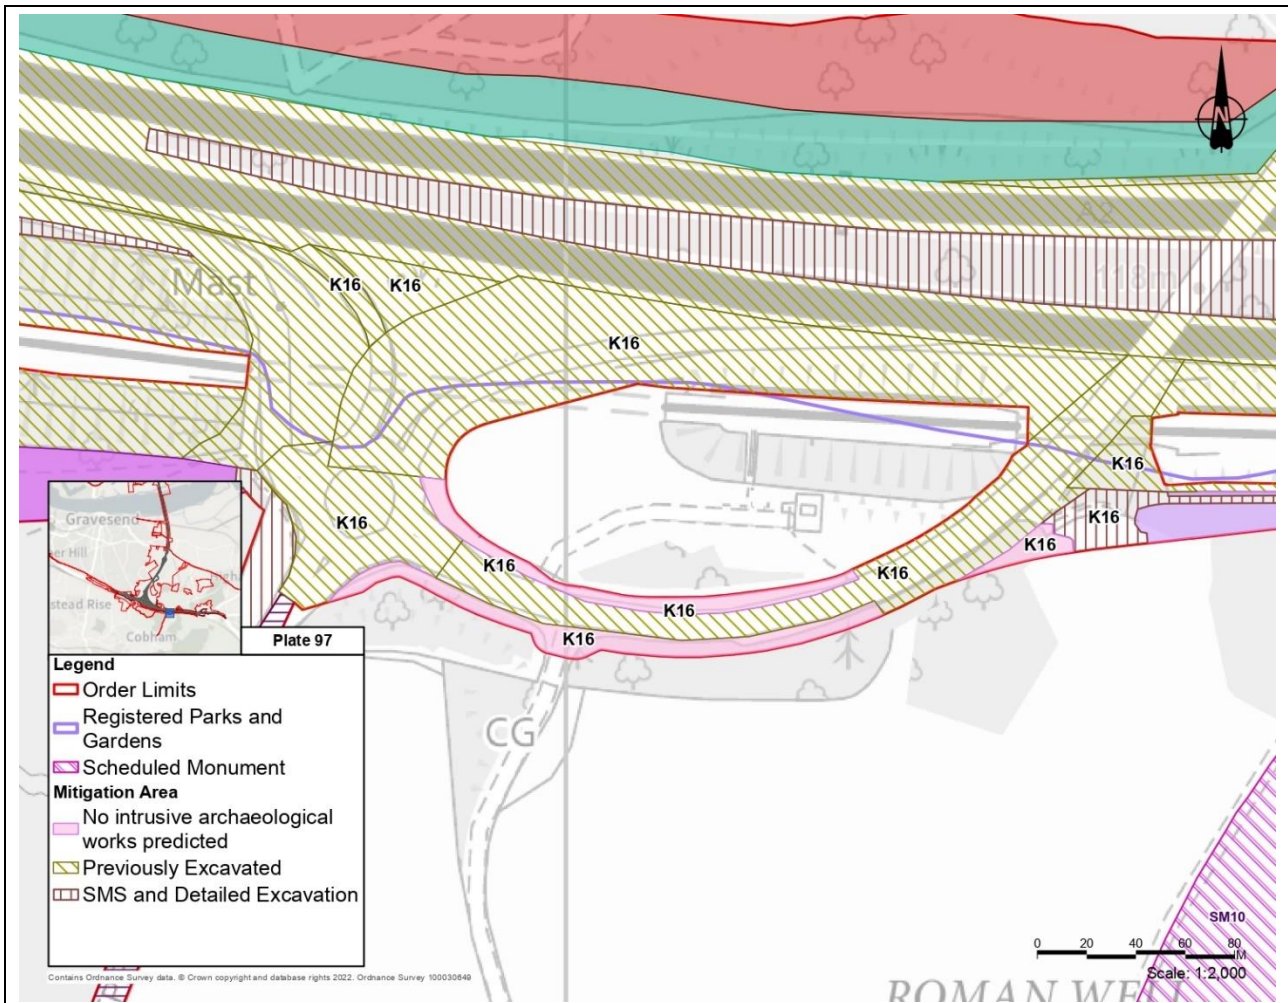 N
A2
Mast
118m
K16
K16
K16
K16
K16
K16
K16
K16
K16
K16
K16
CG
SM10
ROMAN WELL
Gravesend
Cobham
Plate 97
Legend
Order Limits
Registered Parks and
Gardens
Scheduled Monument
Mitigation Area
No intrusive archaeological
works predicted
Previously Excavated
SMS and Detailed Excavation
0 20 40 60 80
M
Scale: 1:2,000
Contains Ordnance Survey data. © Crown copyright and database rights 2022. Ordnance Survey 100030649